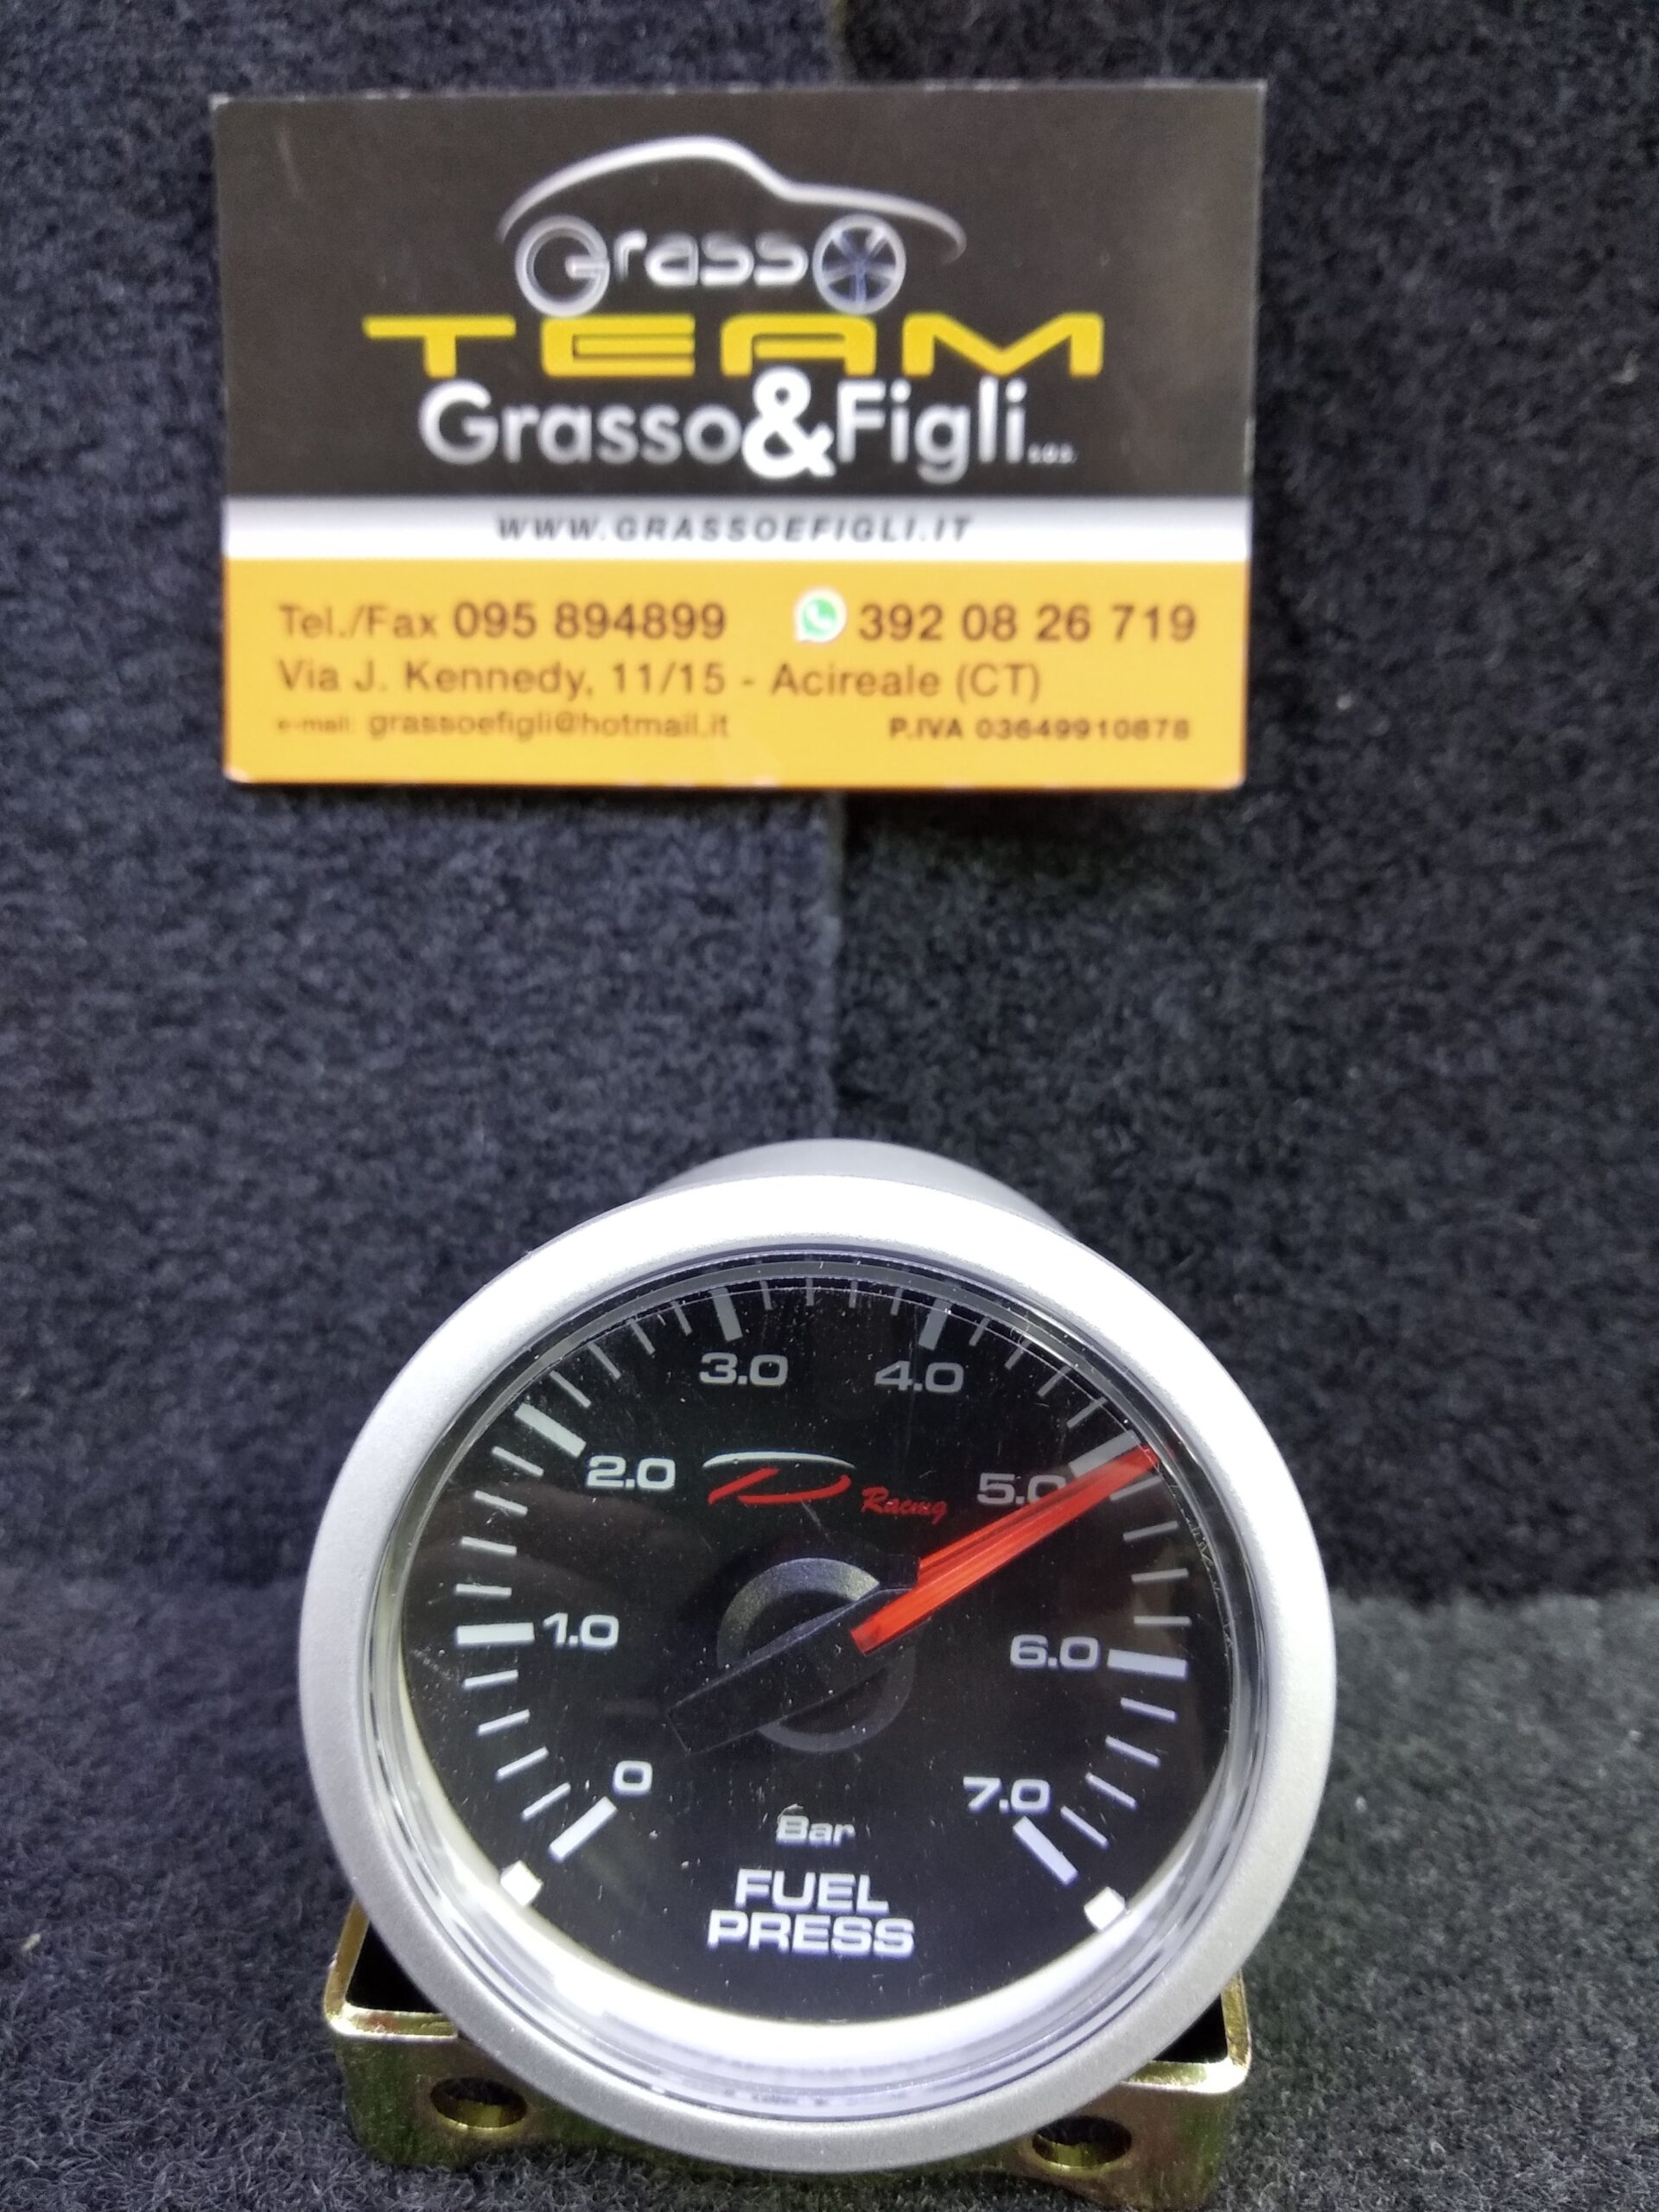 Grasso
TEAM
Grasso&Figli
WWW.GRASSOEFIGLI.IT
Tel./Fax 095 894899 392 08 26 719
Via J. Kennedy, 11/15 - Acireale (CT)
e-mail: grassoefigli@hotmail.it P.IVA 03649910878
3.0 4.0
2.0 Racing 5.0
1.0 6.0
0 7.0
Bar
FUEL
PRESS